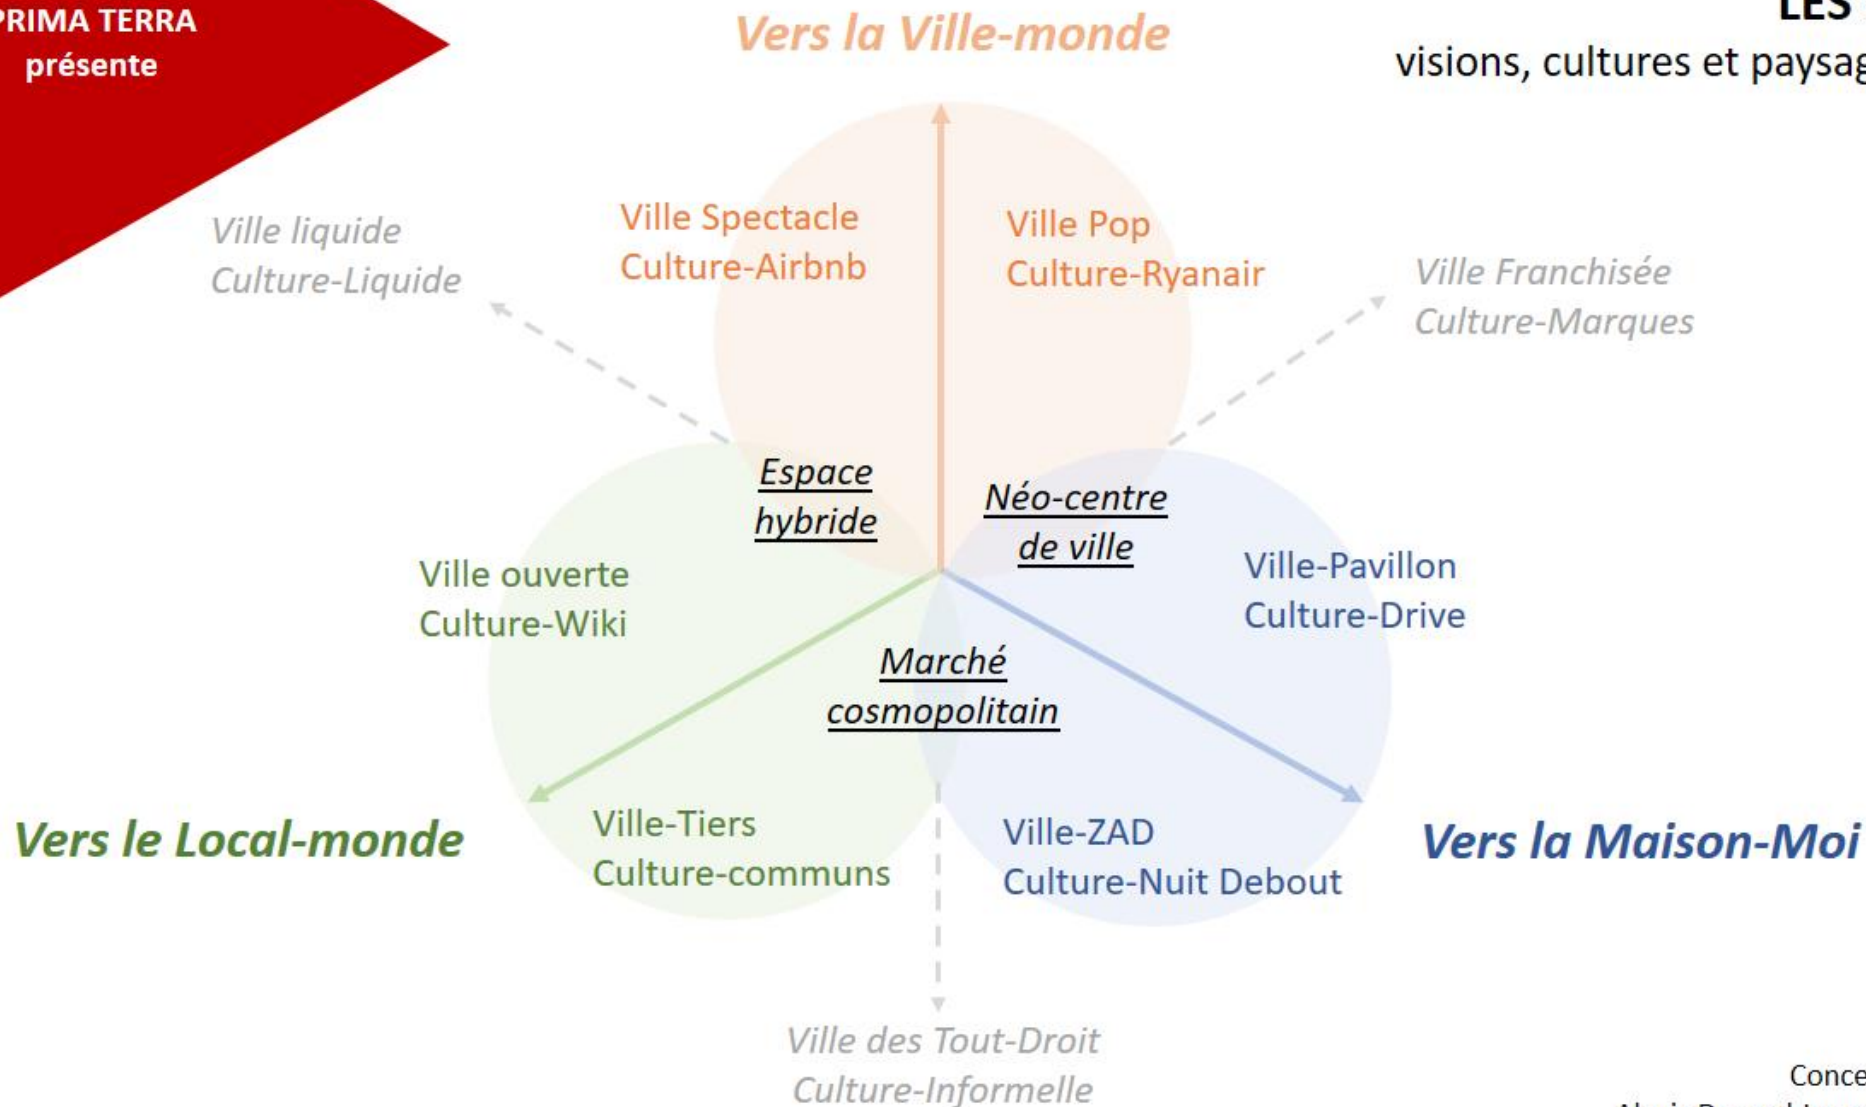 PRIMA TERRA
présente
Vers la Ville-monde
LES
visions, cultures et
Ville liquide
Culture-Liquide
Ville Spectacle
Culture-Airbnb
Ville Pop
Culture-Ryanair
Ville Franchisée
Culture-Marques
Espace
hybride
Néo-centre
de ville
Ville ouverte
Culture-Wiki
Ville-Pavillon
Culture-Drive
Marché
cosmopolitain
Vers le Local-monde
Ville-Tiers
Culture-communs
Ville-ZAD
Culture-Nuit Debout
Vers la Maison-Moi
Ville des Tout-Droit
Culture-Informelle